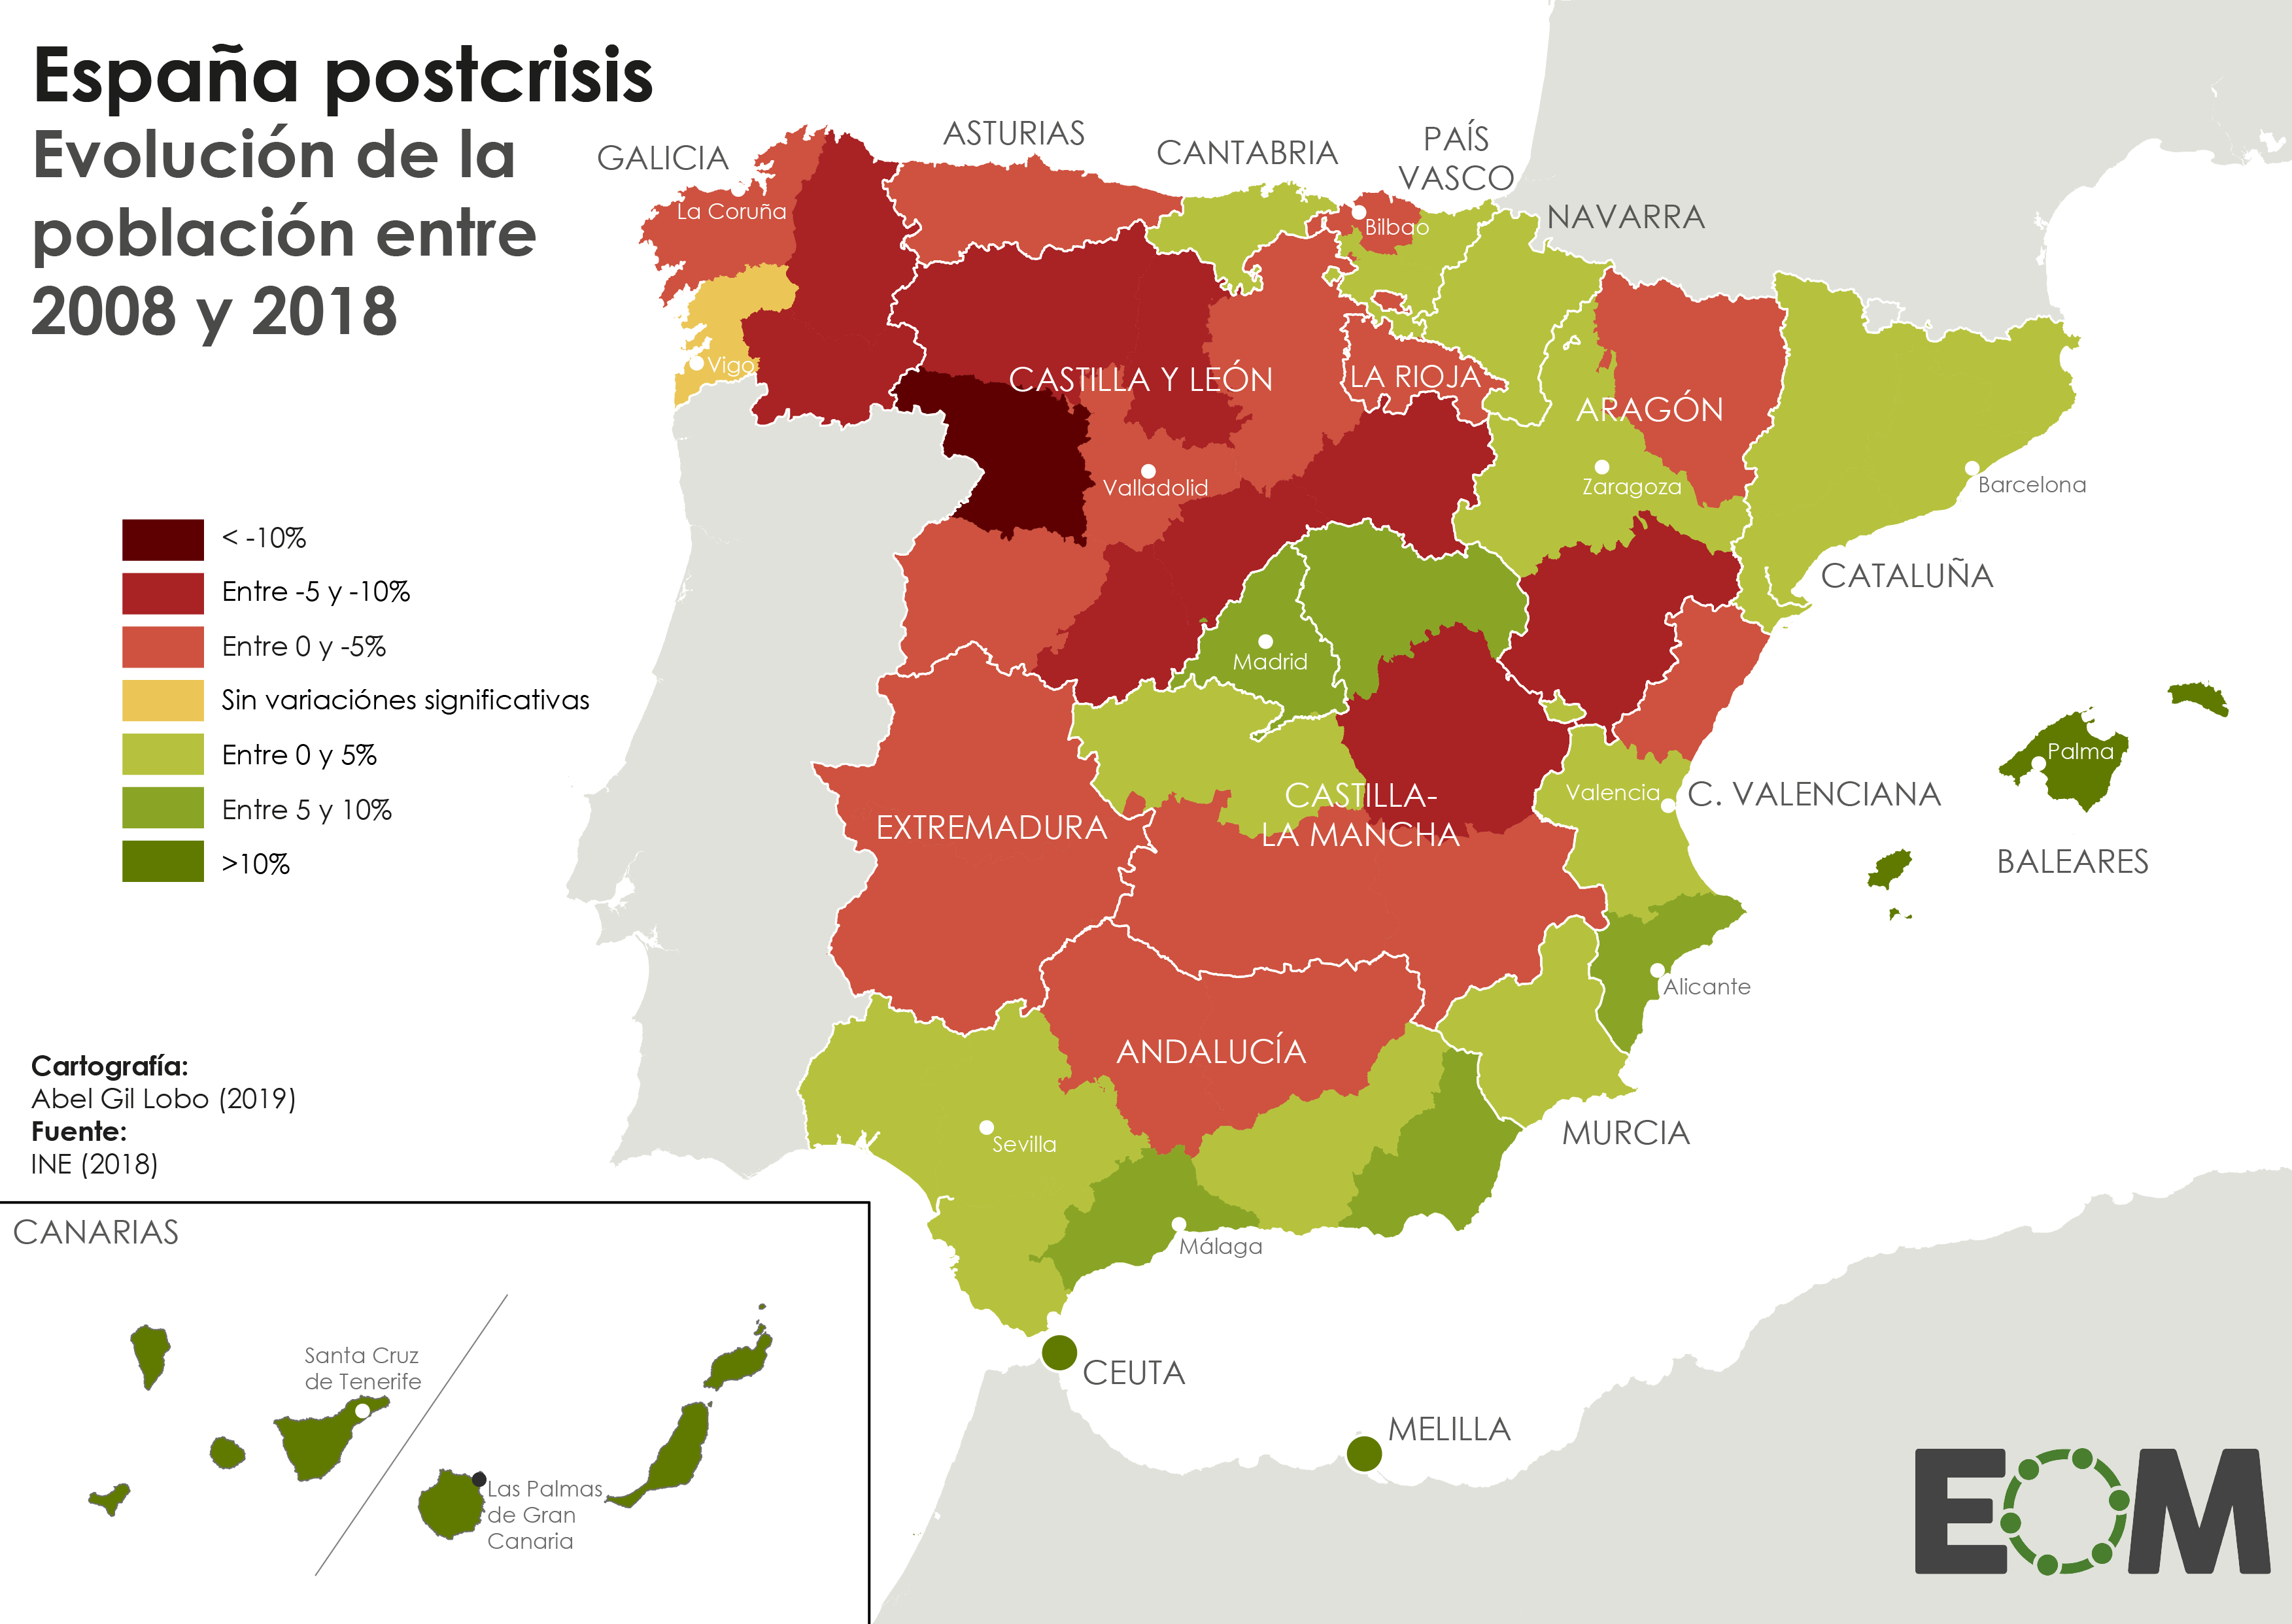 España postcrisis
Evolución de la
población entre
2008 y 2018
GALICIA
ASTURIAS
CANTABRIA
PAÍS
VASCO
NAVARRA
La Coruña
Bilbao
Vigo
CASTILLA Y LEÓN
LA RIOJA
ARAGÓN
Valladolid
Zaragoza
Barcelona
CATALUÑA
< -10%
Entre -5 y -10%
Entre 0 y -5%
Sin variaciónes significativas
Entre 0 y 5%
Entre 5 y 10%
>10%
Madrid
Palma
CASTILLA-
LA MANCHA
Valencia
C. VALENCIANA
EXTREMADURA
BALEARES
Alicante
ANDALUCÍA
MURCIA
Sevilla
Málaga
Cartografía:
Abel Gil Lobo (2019)
Fuente:
INE (2018)
CANARIAS
Santa Cruz
de Tenerife
Las Palmas
de Gran
Canaria
CEUTA
MELILLA
EOM